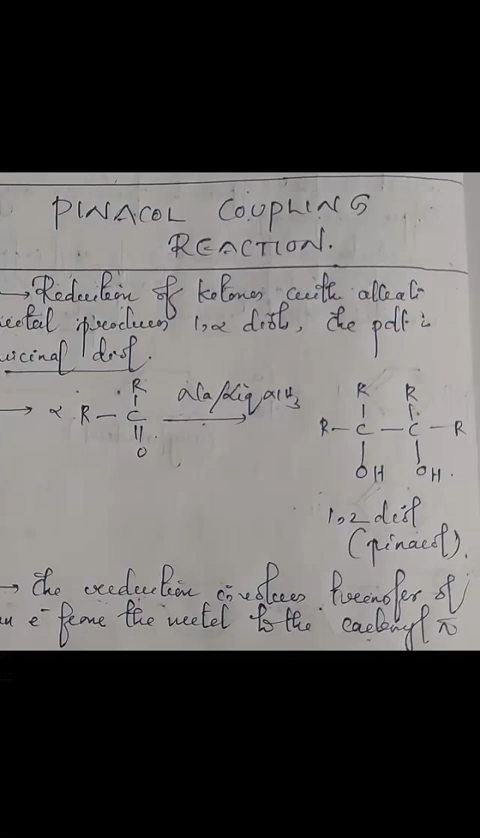 PINACOL COUPLING
REACTION.
→ Reduction of ketones with alkali
metal produces 1,2 diol, the pdt is
vicinal diol.
→ 2 R – C Na/Liq NH3 R – C – C – R
R R R
O OH OH.
1,2 diol
(pinacol).
→ The reduction involves transfer of
an e⁻ from the metal to the carbonyl π